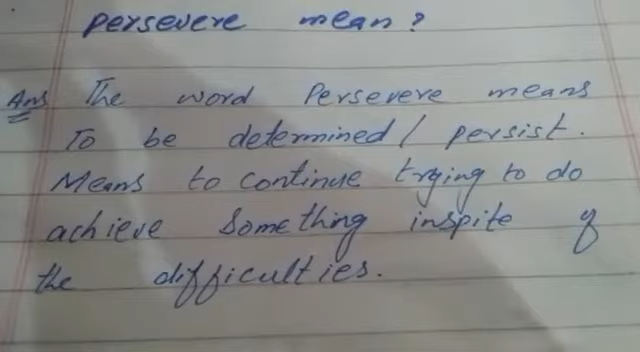 persevere mean?
Ans The word Persevere means
To be determined/ persist.
Means to continue trying to do
achieve something inspite of
the difficulties.